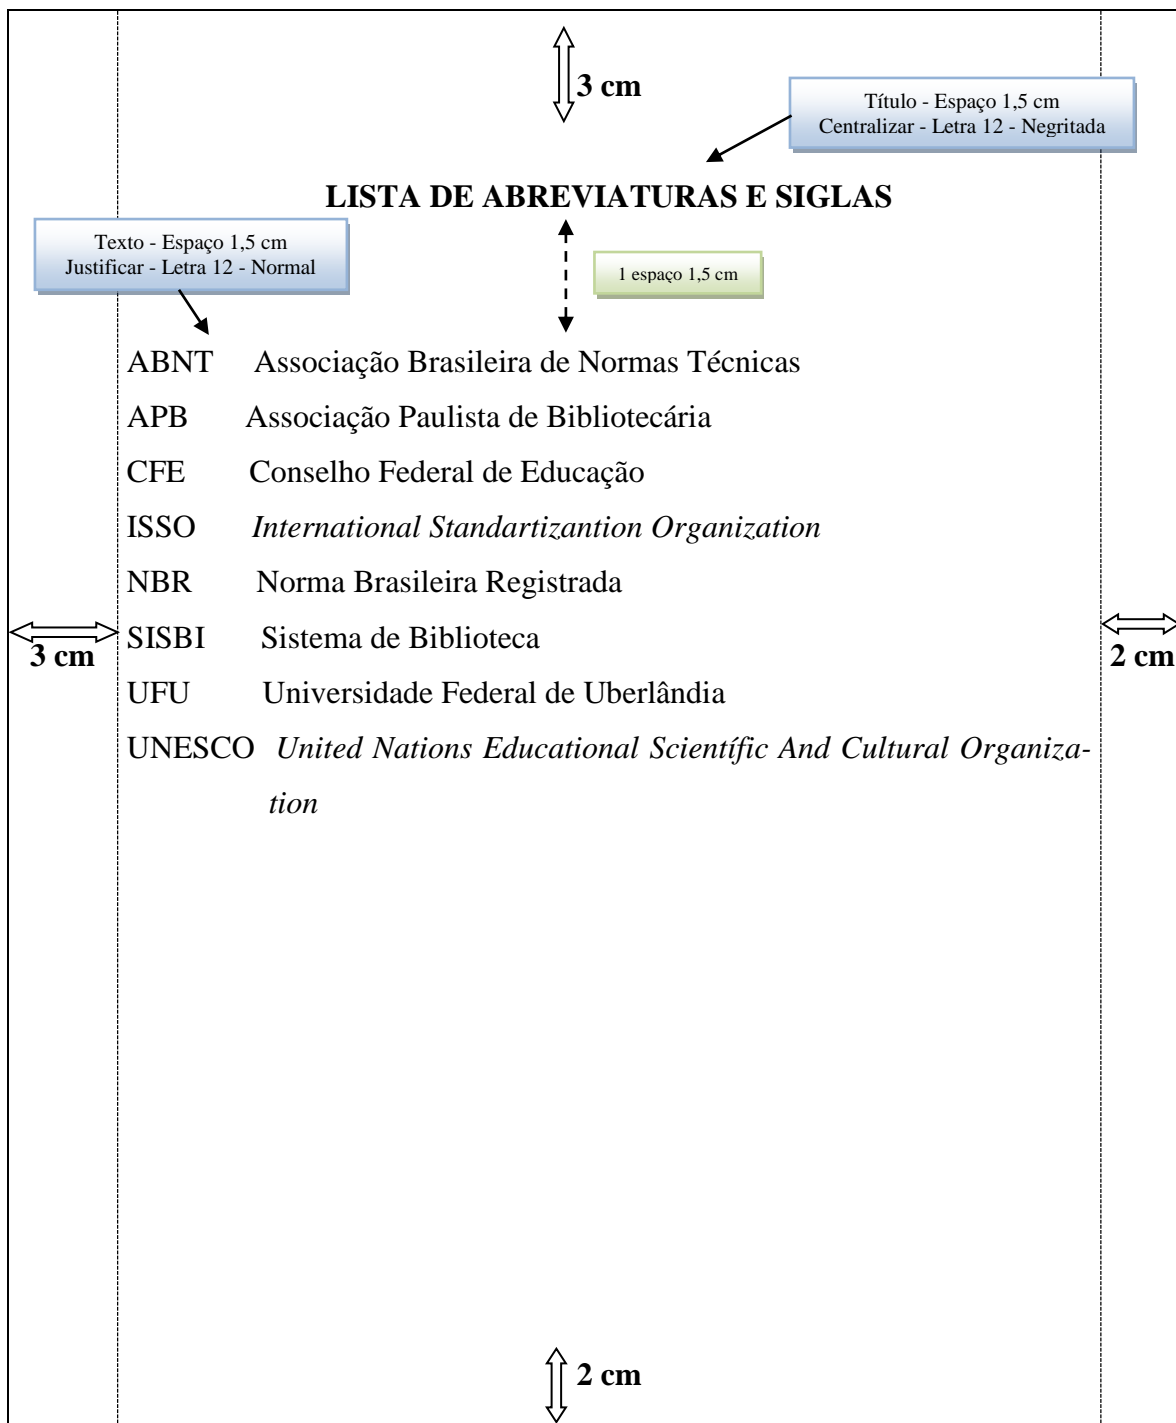 3 cm
Título - Espaço 1,5 cm
Centralizar - Letra 12 - Negritada
LISTA DE ABREVIATURAS E SIGLAS
Texto - Espaço 1,5 cm
Justificar - Letra 12 - Normal
1 espaço 1,5 cm
ABNT Associação Brasileira de Normas Técnicas
APB Associação Paulista de Bibliotecária
CFE Conselho Federal de Educação
ISSO International Standartizantion Organization
NBR Norma Brasileira Registrada
SISBI Sistema de Biblioteca
3 cm
2 cm
UFU Universidade Federal de Uberlândia
UNESCO United Nations Educational Scientífic And Cultural Organiza-
tion
2 cm